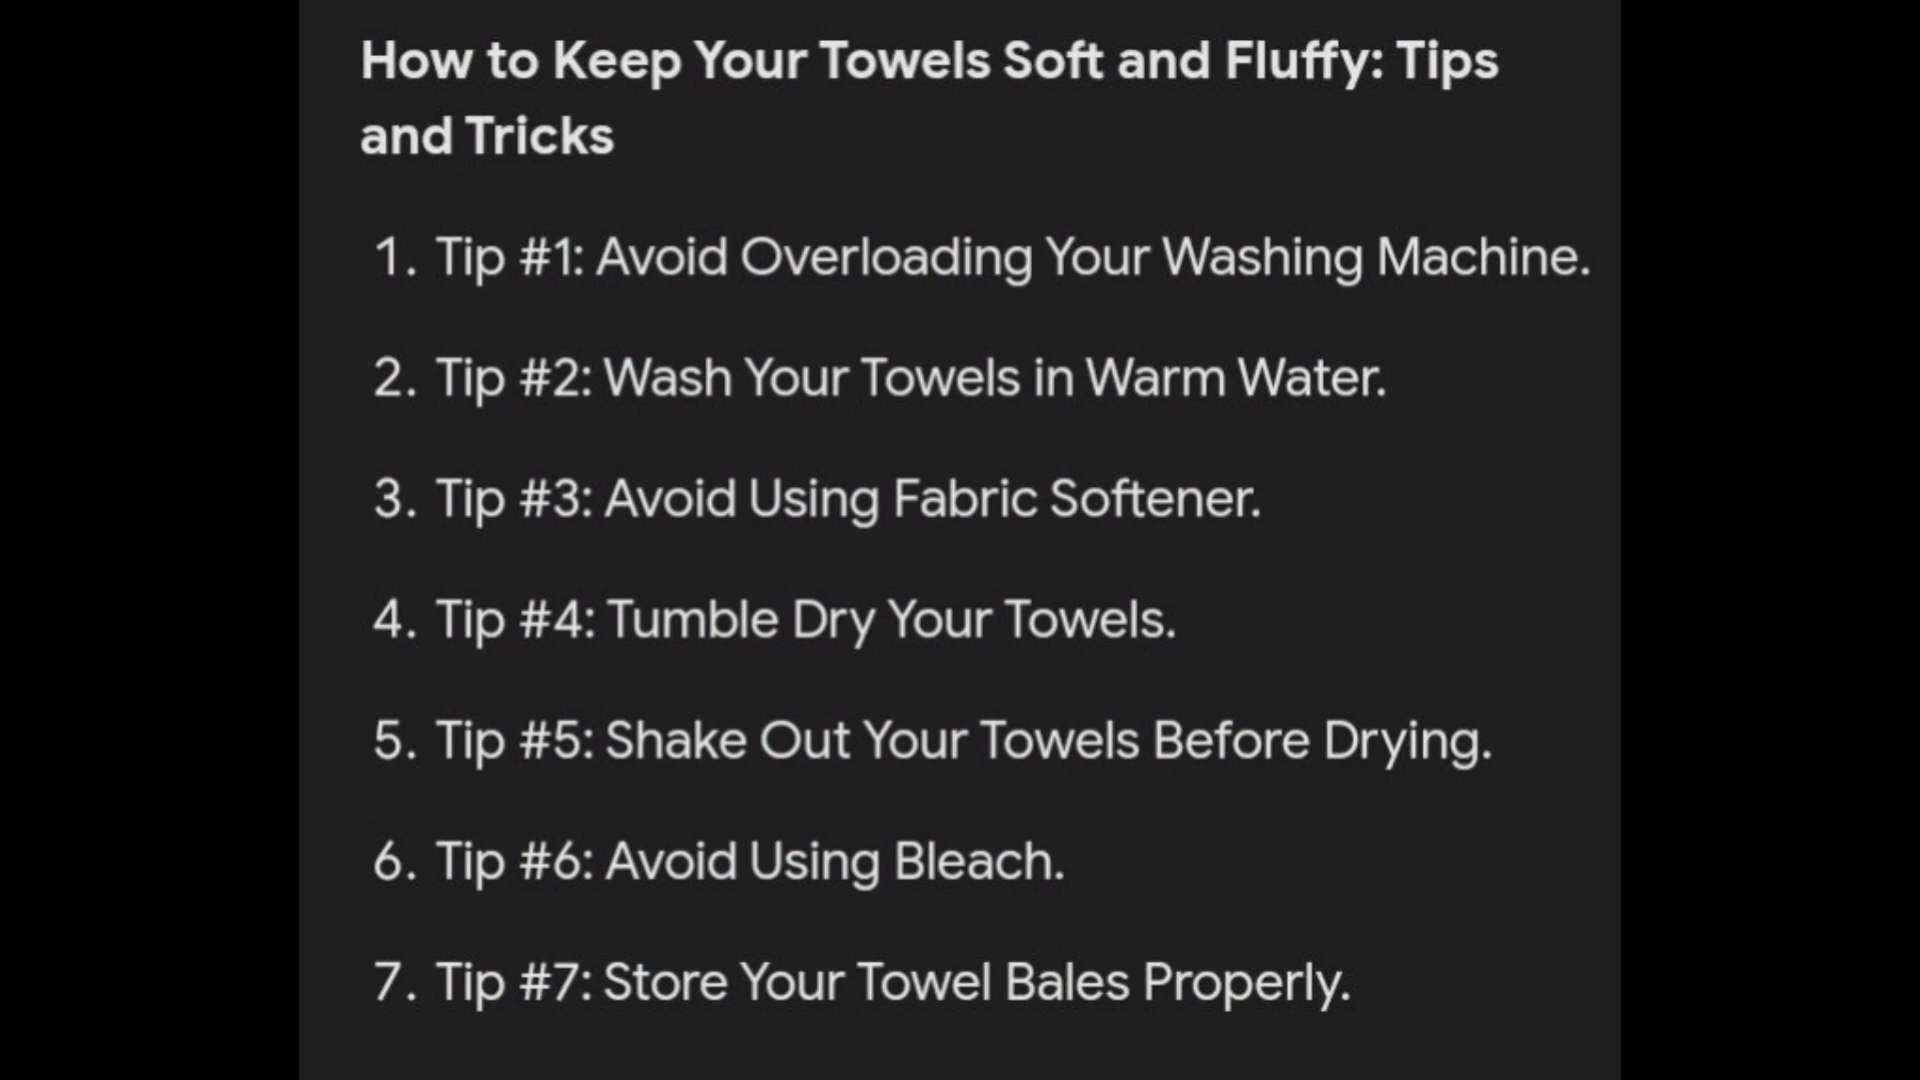 How to Keep Your Towels Soft and Fluffy: Tips
and Tricks
1. Tip #1: Avoid Overloading Your Washing Machine.
2. Tip #2: Wash Your Towels in Warm Water.
3. Tip #3: Avoid Using Fabric Softener.
4. Tip #4: Tumble Dry Your Towels.
5. Tip #5: Shake Out Your Towels Before Drying.
6. Tip #6: Avoid Using Bleach.
7. Tip #7: Store Your Towel Bales Properly.